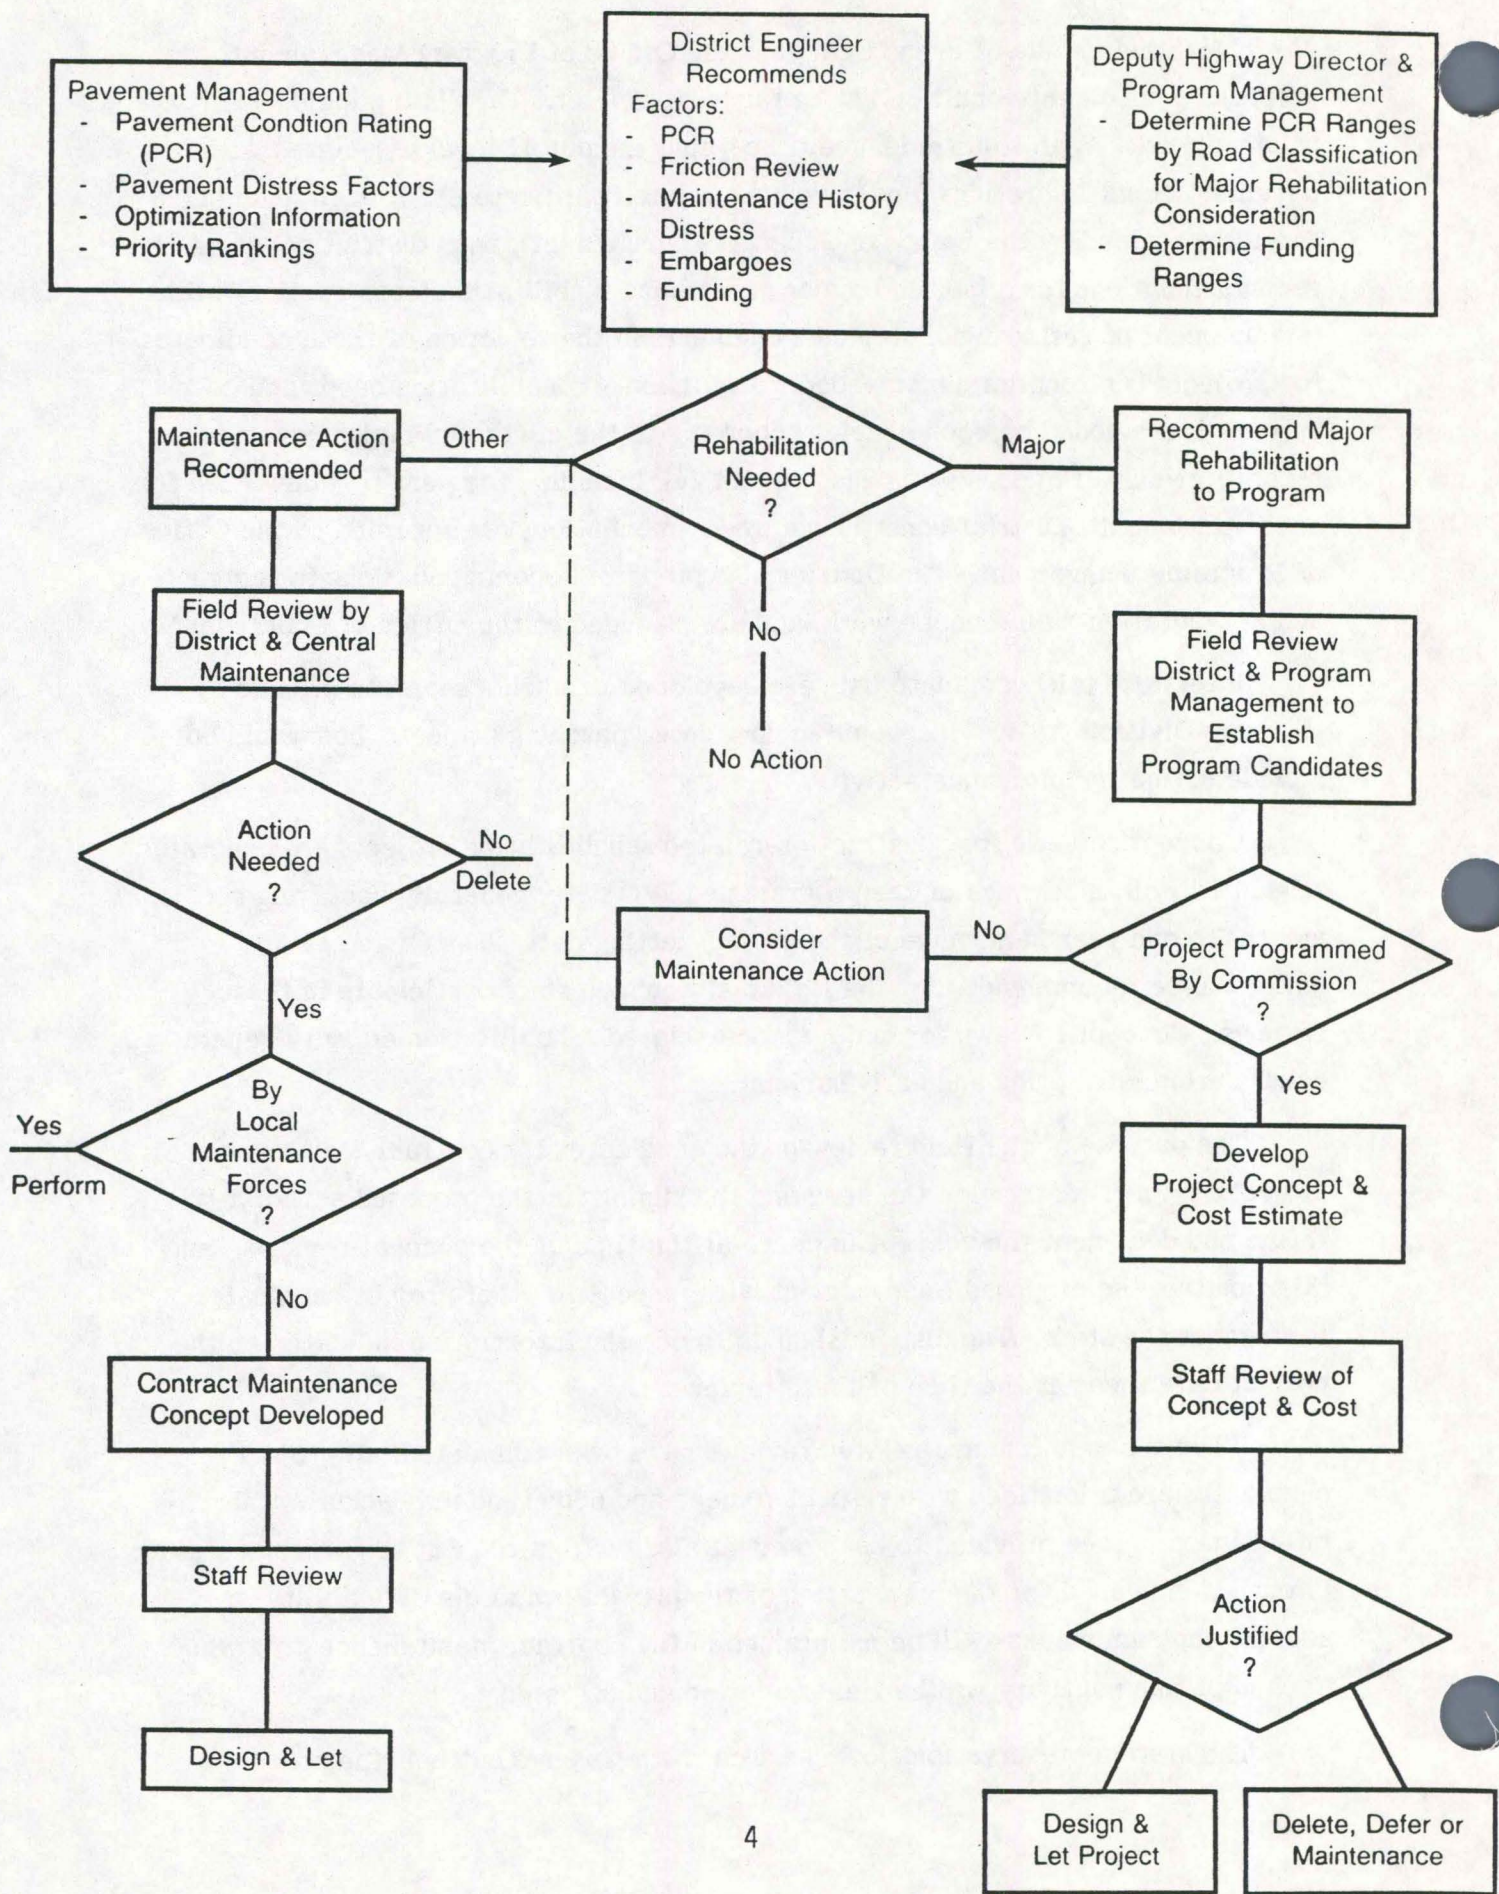 Pavement Management
- Pavement Condtion Rating
(PCR)
- Pavement Distress Factors
- Optimization Information
- Priority Rankings
District Engineer
Recommends
Factors:
- PCR
- Friction Review
- Maintenance History
- Distress
- Embargoes
- Funding
Deputy Highway Director &
Program Management
- Determine PCR Ranges
by Road Classification
for Major Rehabilitation
Consideration
- Determine Funding
Ranges
Maintenance Action
Recommended
Other
Rehabilitation
Needed
?
Major
Recommend Major
Rehabilitation
to Program
Field Review by
District & Central
Maintenance
No
No Action
Field Review
District & Program
Management to
Establish
Program Candidates
Action
Needed
?
No
Delete
Consider
Maintenance Action
No
Project Programmed
By Commission
?
Yes
Yes
By
Local
Maintenance
Forces
?
Yes
Perform
Develop
Project Concept &
Cost Estimate
No
Contract Maintenance
Concept Developed
Staff Review of
Concept & Cost
Staff Review
Action
Justified
?
Design & Let
Design &
Let Project
Delete, Defer or
Maintenance
4